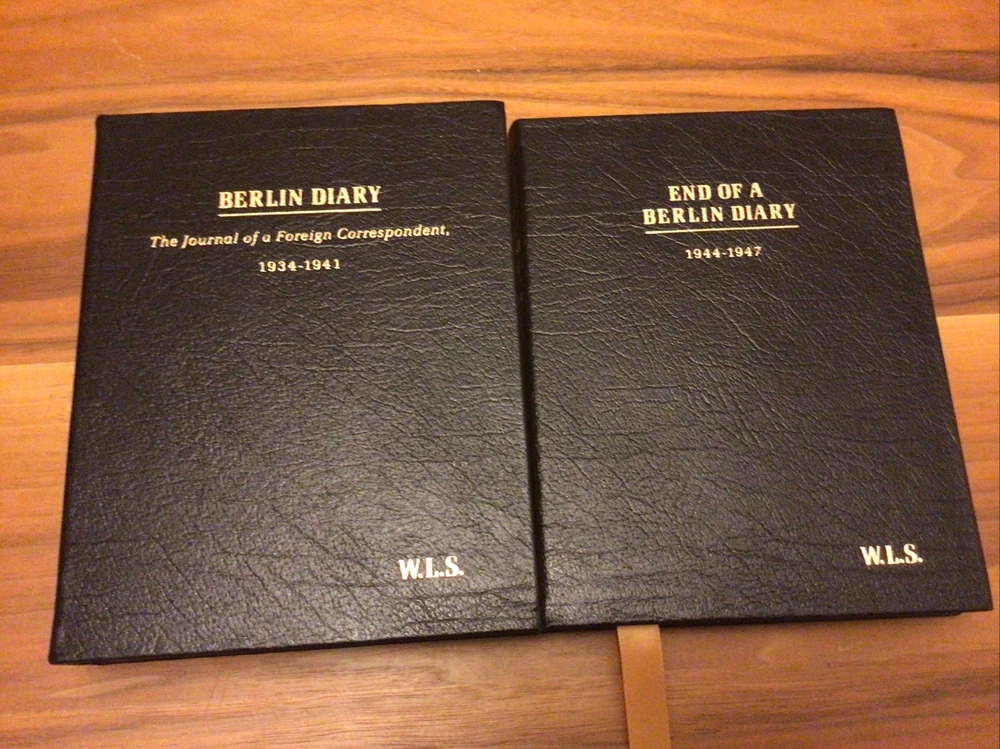 BERLIN DIARY
The Journal of a Foreign Correspondent,
1934-1941
W.L.S.
END OF A
BERLIN DIARY
1944-1947
W.L.S.